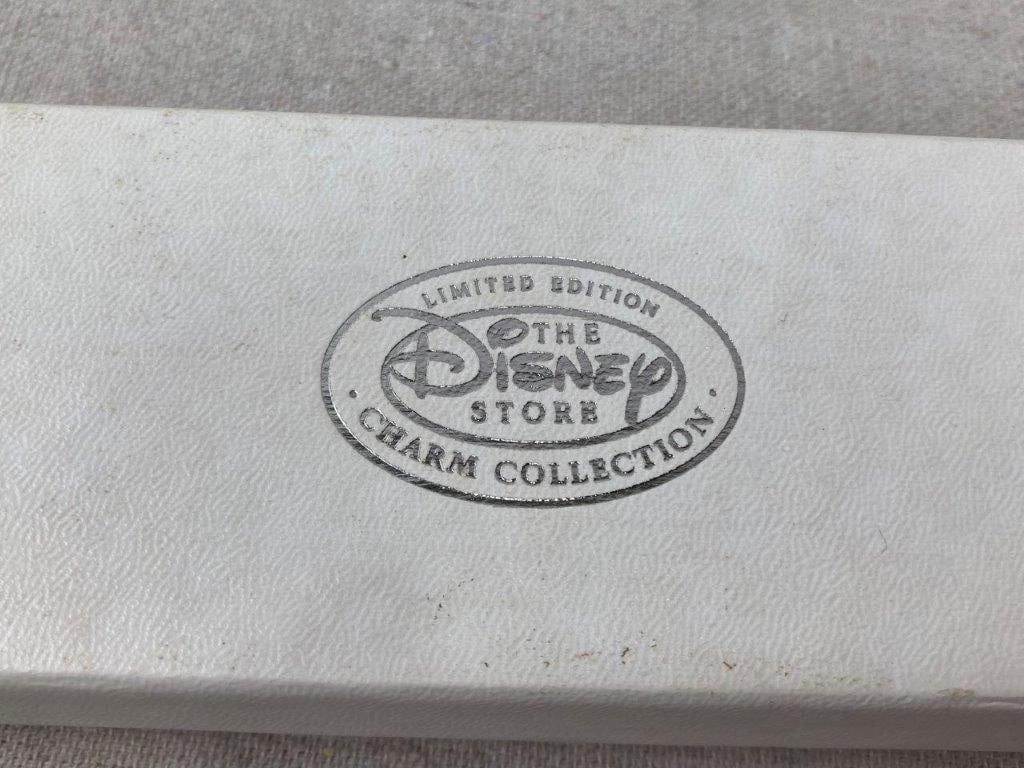 LIMITED EDITION
THE
DISNEY
STORE
· CHARM COLLECTION ·